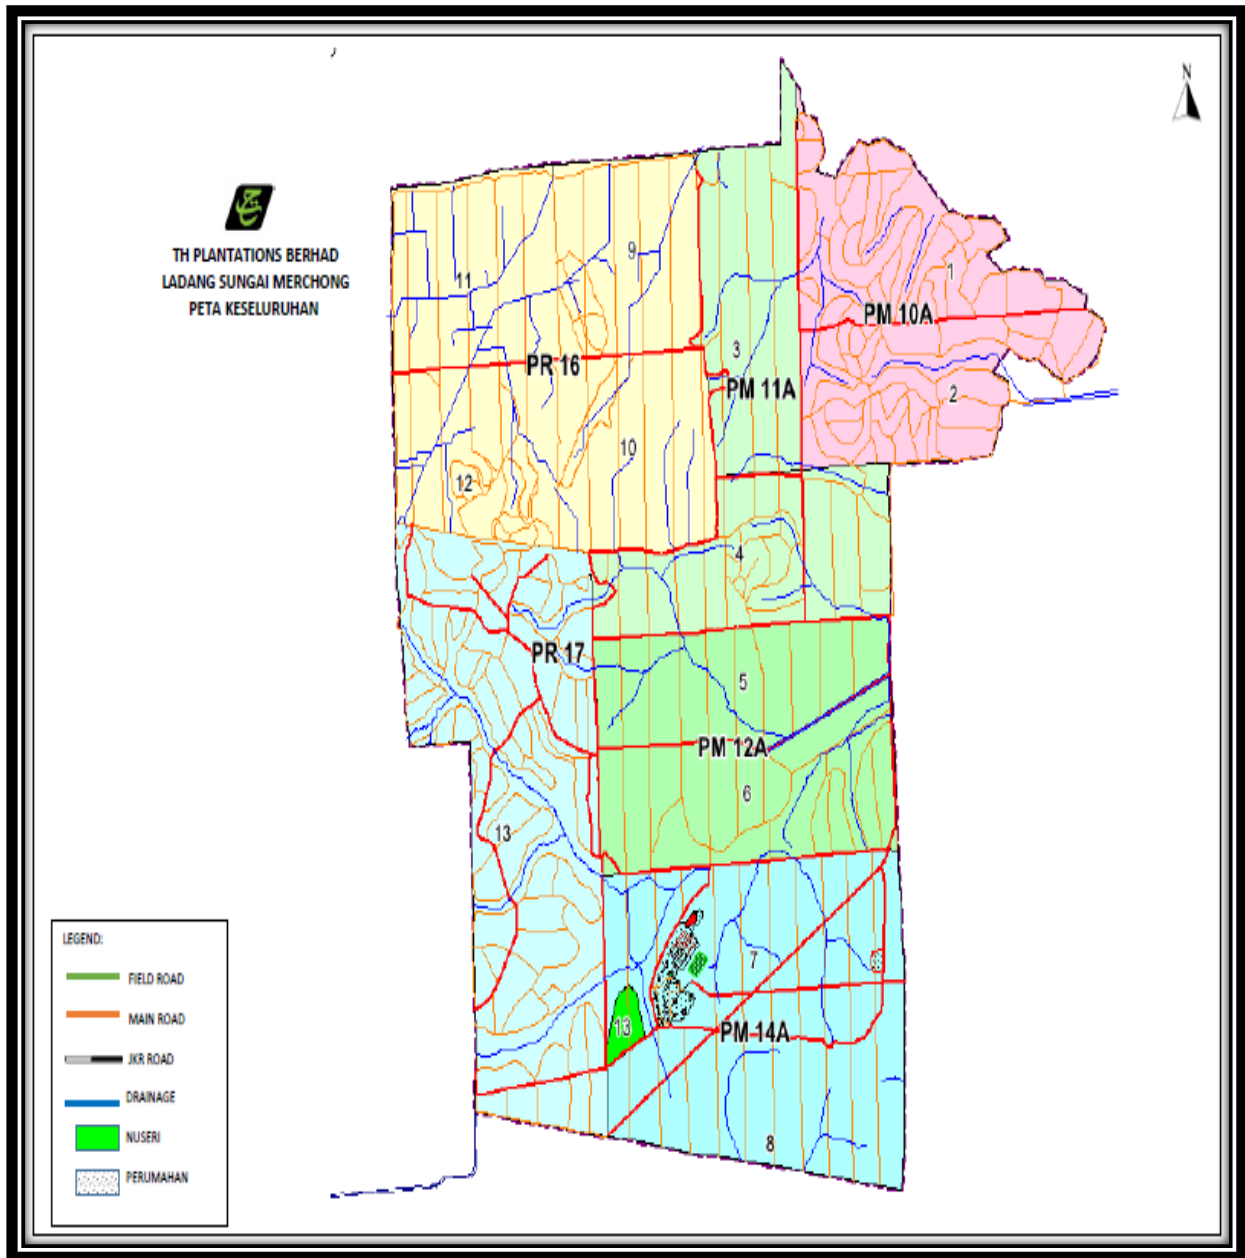 N
TH PLANTATIONS BERHAD
LADANG SUNGAI MERCHONG
PETA KESELURUHAN
1
9
11
PM 10A
3
PR 16
PM 11A
2
10
12
4
PR 17
5
PM 12A
6
13
7
13
PM 14A
8
LEGEND:
FIELD ROAD
MAIN ROAD
JKR ROAD
DRAINAGE
NUSERI
PERUMAHAN